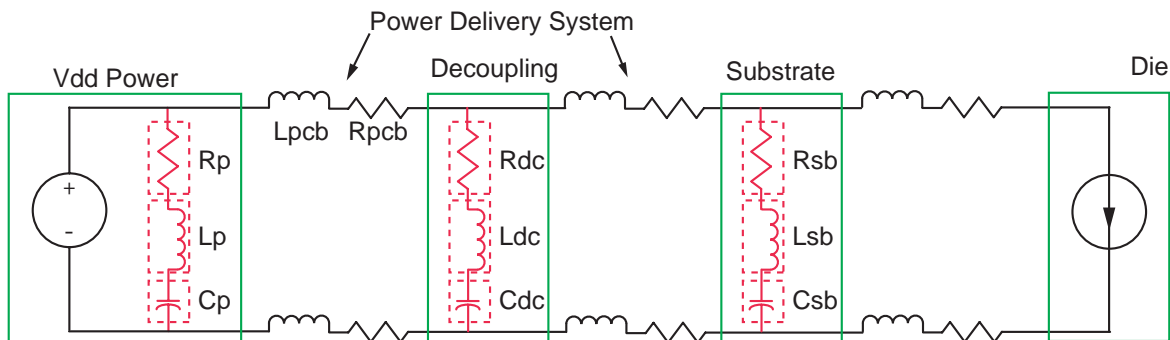 Power Delivery System
Vdd Power
Decoupling
Substrate
Die
Lpcb
Rpcb
Rp
Rdc
Rsb
+
-
Lp
Ldc
Lsb
Cp
Cdc
Csb